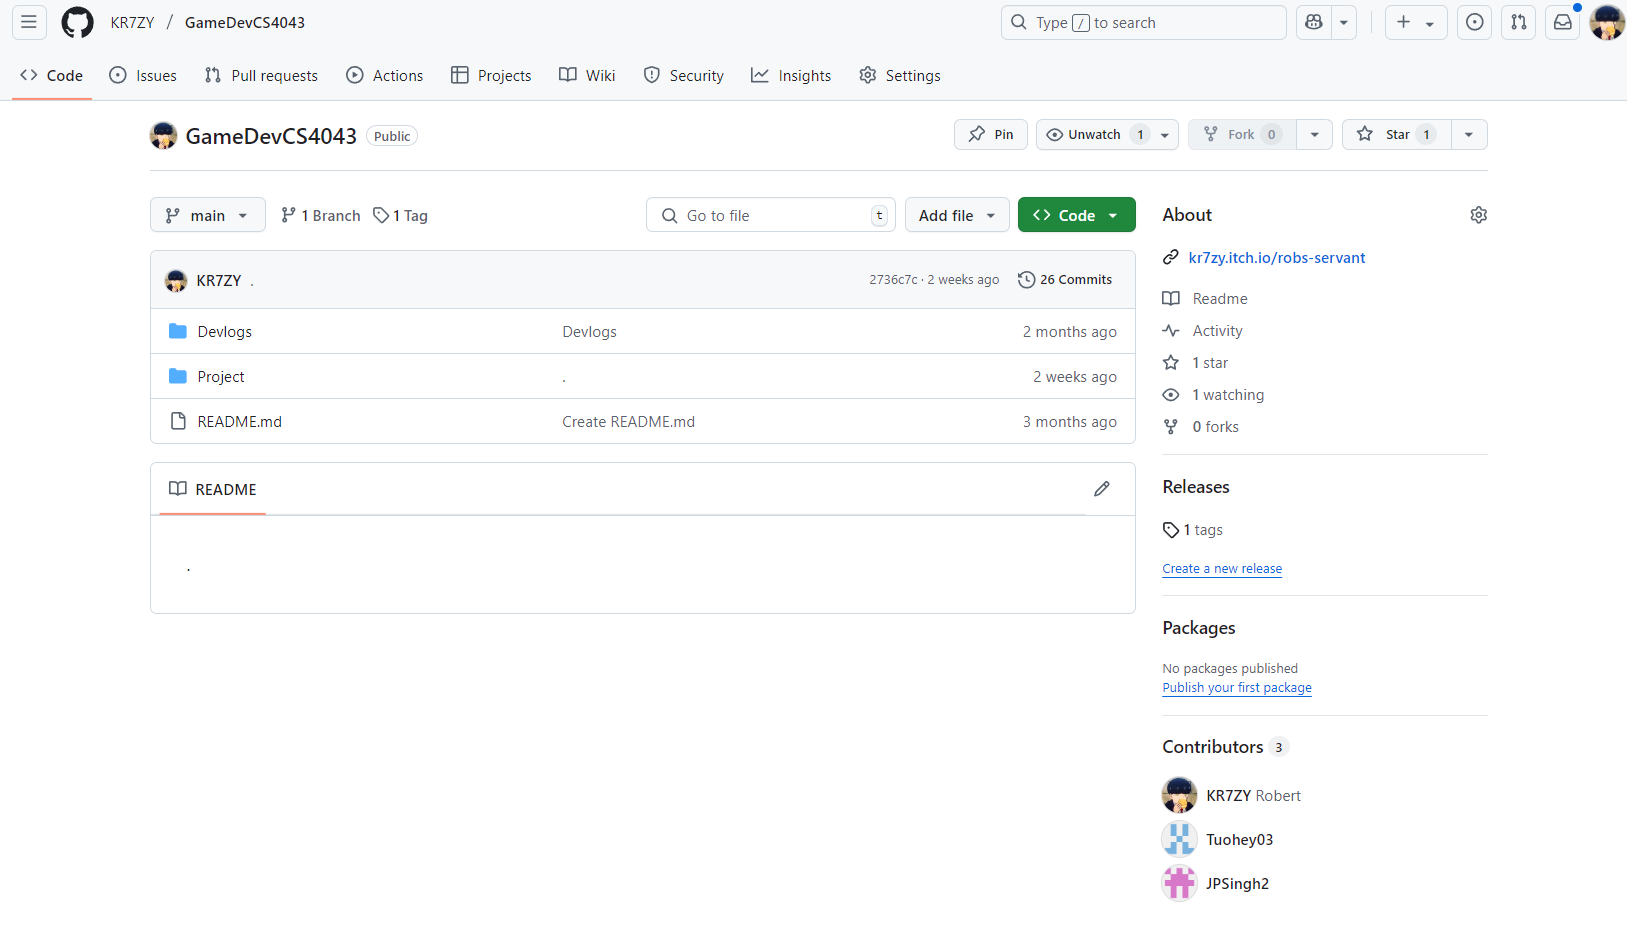 KR7ZY / GameDevCS4043
Type / to search
Code Issues Pull requests Actions Projects Wiki Security Insights Settings
GameDevCS4043 Public
Pin Unwatch 1 Fork 0 Star 1
main 1 Branch 1 Tag Go to file t Add file Code
KR7ZY . 2736c7c · 2 weeks ago 26 Commits
Devlogs Devlogs 2 months ago
Project . 2 weeks ago
README.md Create README.md 3 months ago
README
.
About
kr7zy.itch.io/robs-servant
Readme
Activity
1 star
1 watching
0 forks
Releases
1 tags
Create a new release
Packages
No packages published
Publish your first package
Contributors 3
KR7ZY Robert
Tuohey03
JPSingh2